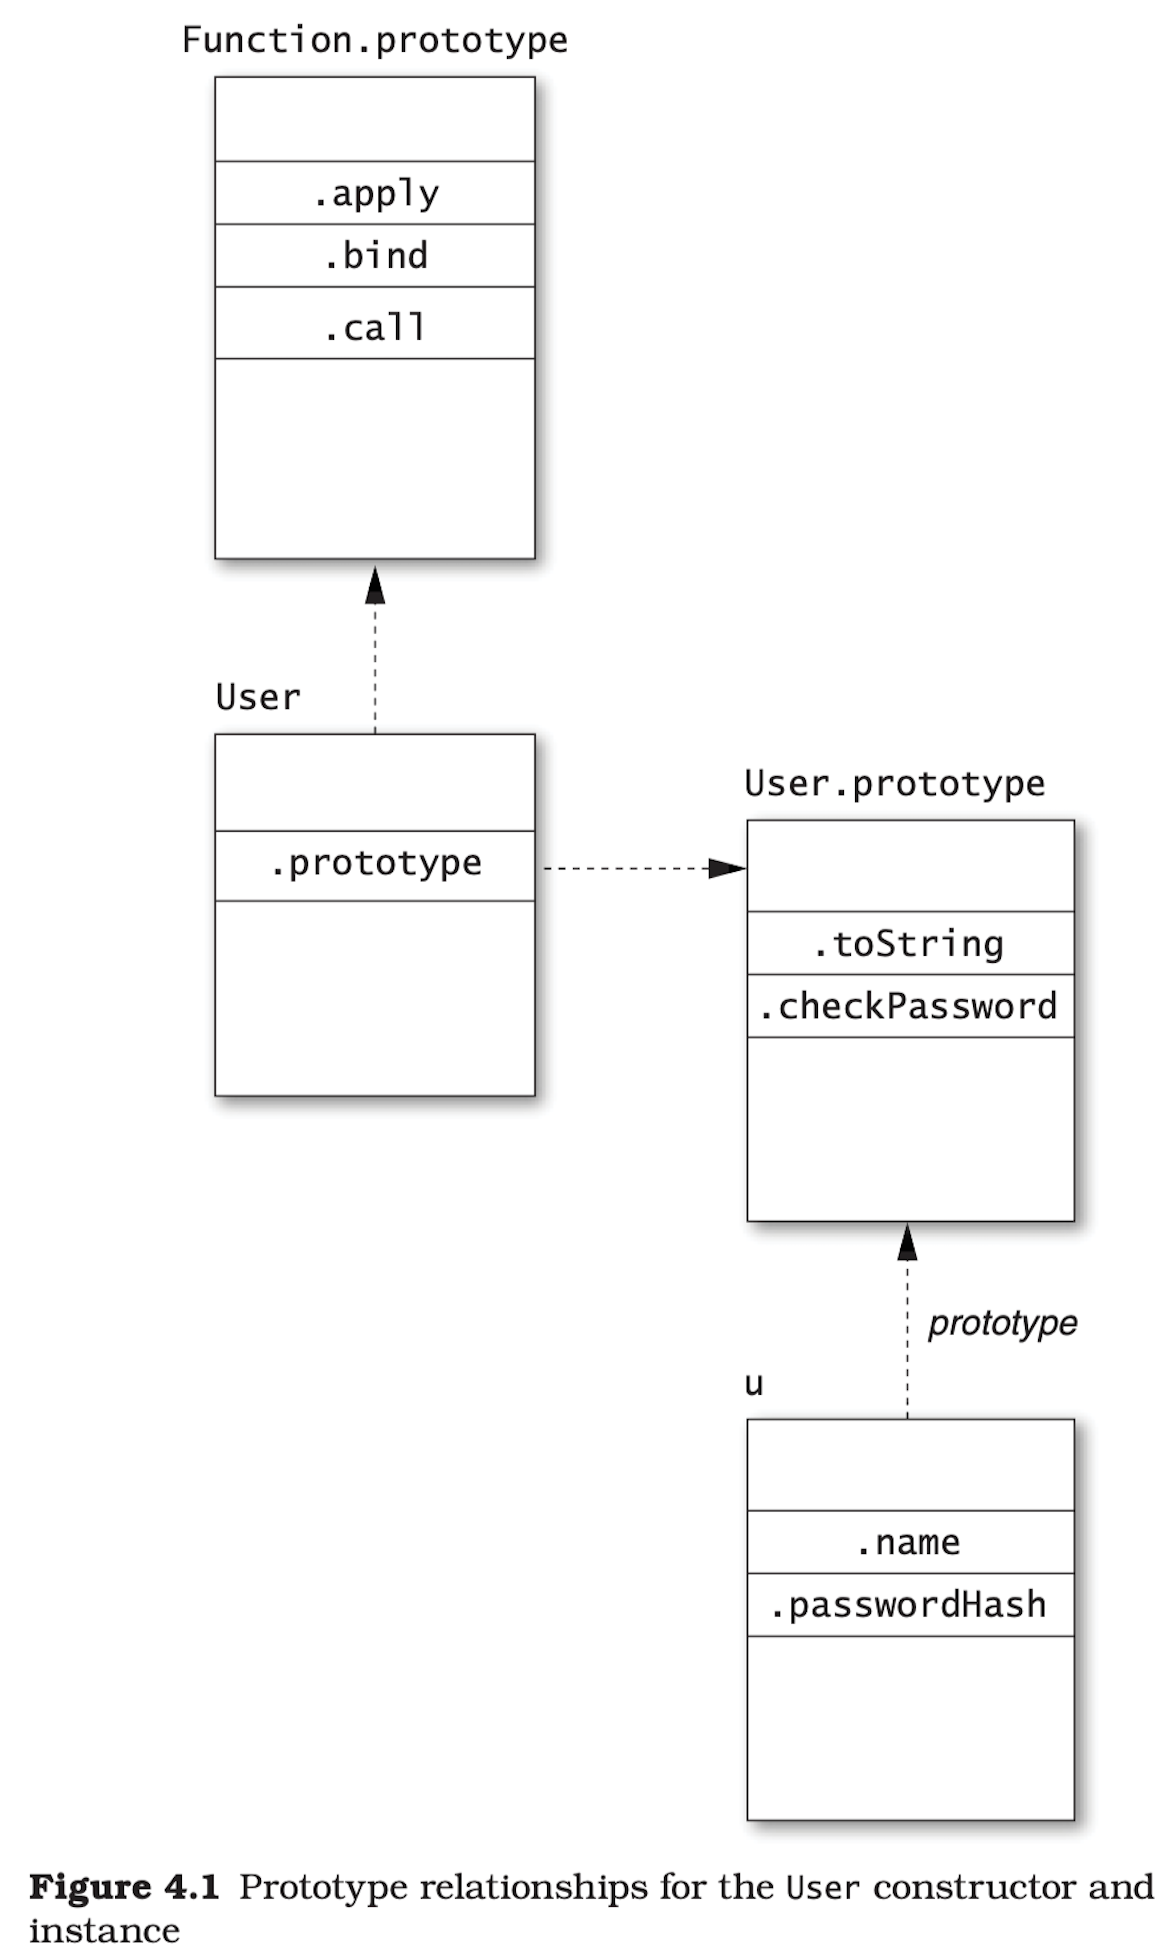 Function.prototype
.apply
.bind
.call
User
.prototype
User.prototype
.toString
.checkPassword
prototype
u
.name
.passwordHash
Figure 4.1 Prototype relationships for the User constructor and
instance